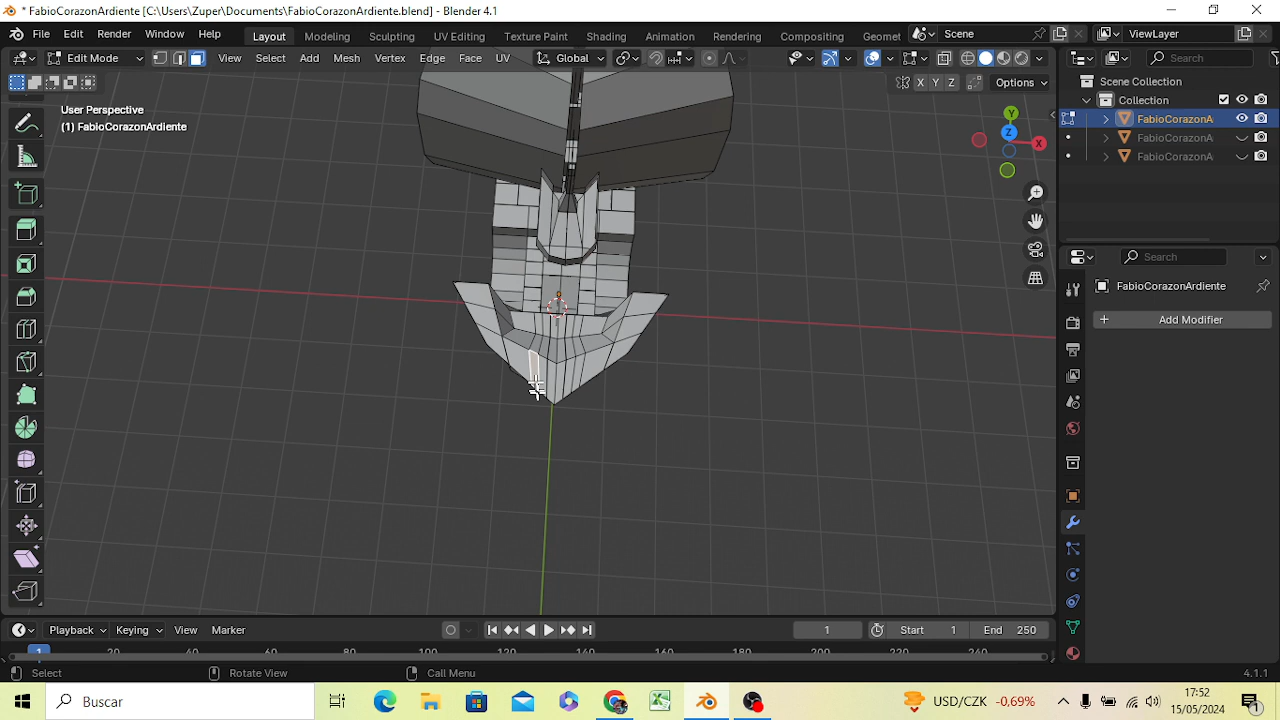 * FabioCorazonArdiente [C:\Users\Zuper\Documents\FabioCorazonArdiente.blend] - Blender 4.1
File Edit Render Window Help Layout Modeling Sculpting UV Editing Texture Paint Shading Animation Rendering Compositing Geomet Scene ViewLayer
Edit Mode View Select Add Mesh Vertex Edge Face UV Global Search
X Y Z Options
User Perspective
(1) FabioCorazonArdiente
Y
Z
X
Scene Collection
Collection
FabioCorazonA
FabioCorazonA
FabioCorazonA
Search
FabioCorazonArdiente
+ Add Modifier
Playback Keying View Marker 1 Start 1 End 250
1 20 40 60 80 100 120 140 160 180 200 220 240
Select Rotate View Call Menu 4.1.1
Buscar USD/CZK -0,69% 17:52
15/05/2024
1